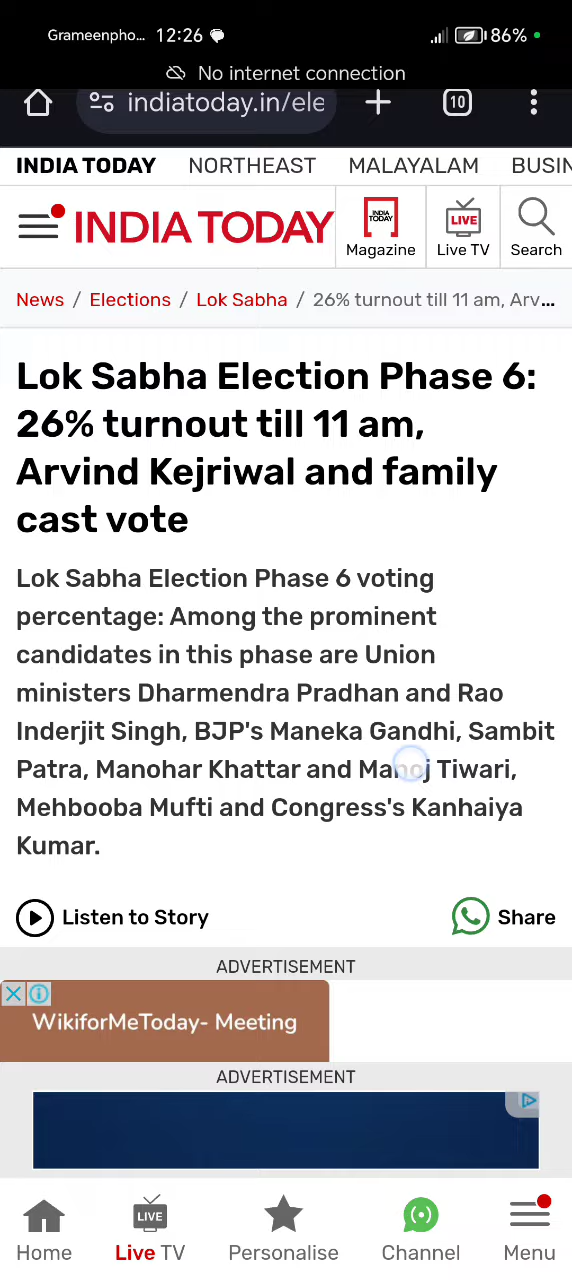 Grameenpho... 12:26 86%
No internet connection
indiatoday.in/ele 10
INDIA TODAY NORTHEAST MALAYALAM BUSIN
INDIA TODAY
INDIA TODAY
Magazine
LIVE
Live TV
Search
News / Elections / Lok Sabha / 26% turnout till 11 am, Arv...
Lok Sabha Election Phase 6:
26% turnout till 11 am,
Arvind Kejriwal and family
cast vote
Lok Sabha Election Phase 6 voting
percentage: Among the prominent
candidates in this phase are Union
ministers Dharmendra Pradhan and Rao
Inderjit Singh, BJP's Maneka Gandhi, Sambit
Patra, Manohar Khattar and Manoj Tiwari,
Mehbooba Mufti and Congress's Kanhaiya
Kumar.
Listen to Story Share
ADVERTISEMENT
WikiforMeToday- Meeting
ADVERTISEMENT
LIVE
Home Live TV Personalise Channel Menu